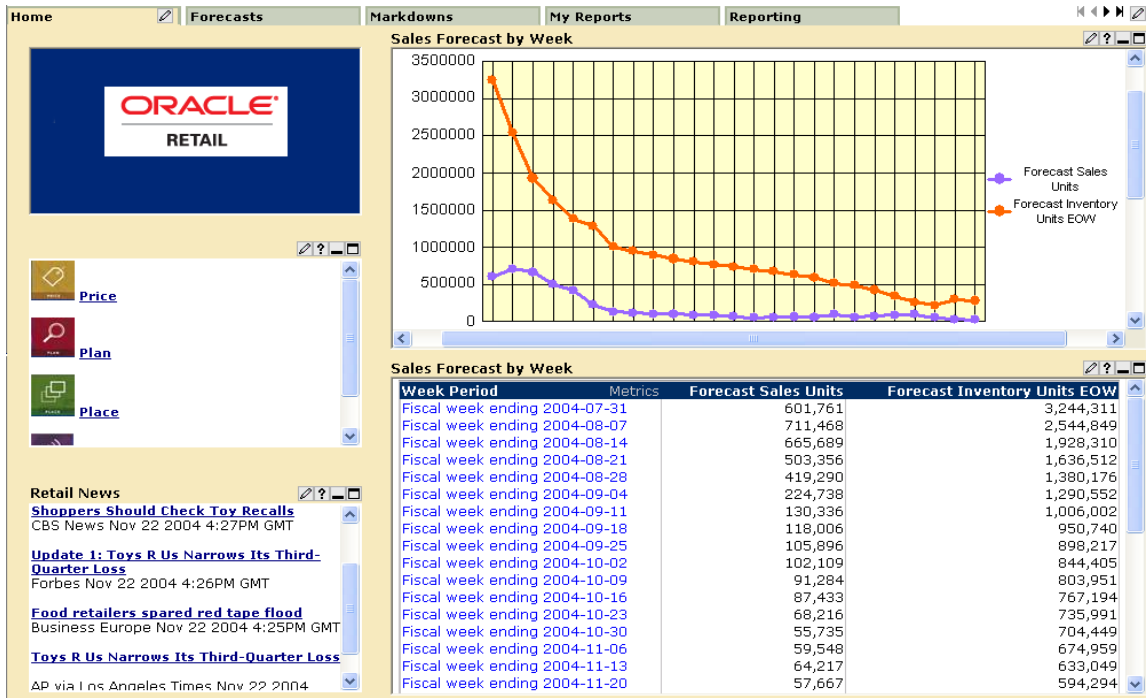 Home
Forecasts
Markdowns
My Reports
Reporting
ORACLE
RETAIL
Price
Plan
Place
Retail News
Shoppers Should Check Toy Recalls
CBS News Nov 22 2004 4:27PM GMT
Update 1: Toys R Us Narrows Its Third-
Quarter Loss
Forbes Nov 22 2004 4:26PM GMT
Food retailers spared red tape flood
Business Europe Nov 22 2004 4:25PM GMT
Toys R Us Narrows Its Third-Quarter Loss
AP via Los Angeles Times Nov 22 2004
Sales Forecast by Week
3500000
3000000
2500000
2000000
1500000
1000000
500000
0
Forecast Sales
Units
Forecast Inventory
Units EOW
Sales Forecast by Week
Week Period Metrics Forecast Sales Units Forecast Inventory Units EOW
Fiscal week ending 2004-07-31 601,761 3,244,311
Fiscal week ending 2004-08-07 711,468 2,544,849
Fiscal week ending 2004-08-14 665,689 1,928,310
Fiscal week ending 2004-08-21 503,356 1,636,512
Fiscal week ending 2004-08-28 419,290 1,380,176
Fiscal week ending 2004-09-04 224,738 1,290,552
Fiscal week ending 2004-09-11 130,336 1,006,002
Fiscal week ending 2004-09-18 118,006 950,740
Fiscal week ending 2004-09-25 105,896 898,217
Fiscal week ending 2004-10-02 102,109 844,405
Fiscal week ending 2004-10-09 91,284 803,951
Fiscal week ending 2004-10-16 87,433 767,194
Fiscal week ending 2004-10-23 68,216 735,991
Fiscal week ending 2004-10-30 55,735 704,449
Fiscal week ending 2004-11-06 59,548 674,959
Fiscal week ending 2004-11-13 64,217 633,049
Fiscal week ending 2004-11-20 57,667 594,294